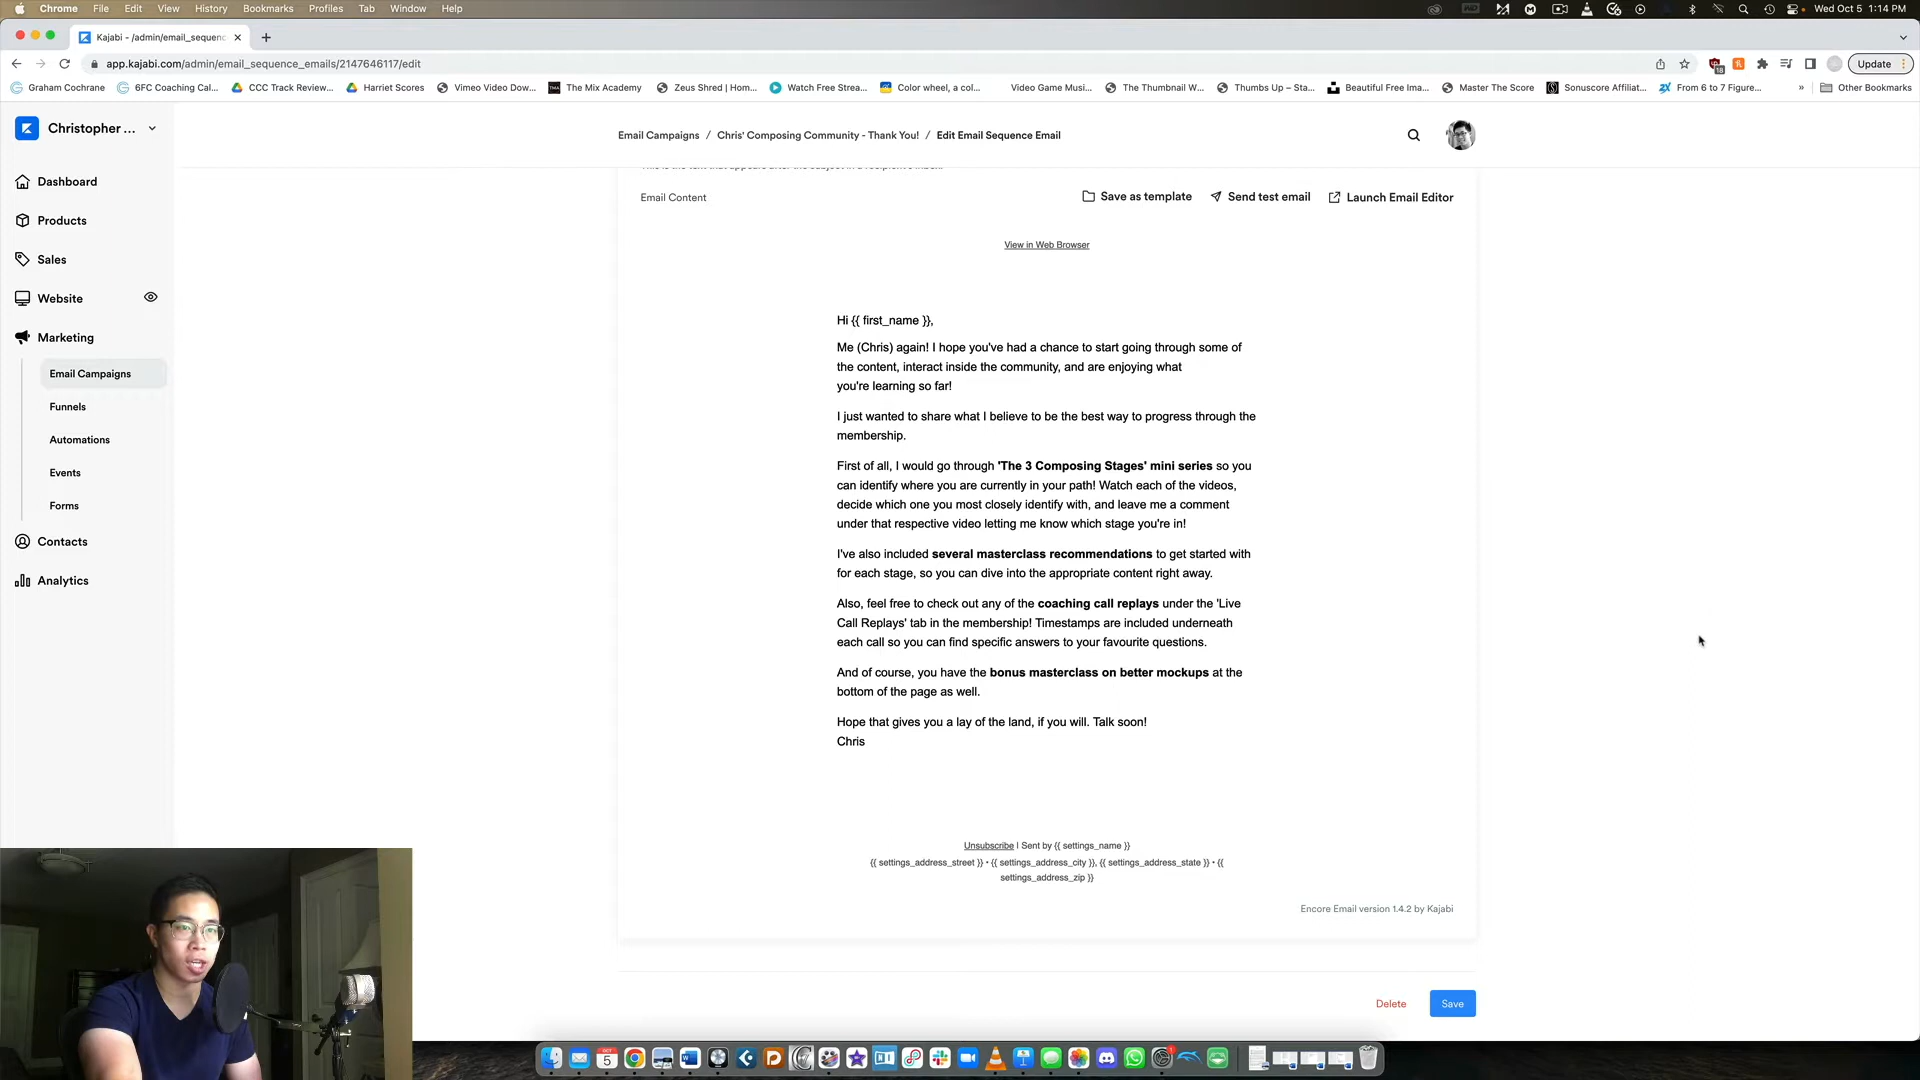 Chrome File Edit View History Bookmarks Profiles Tab Window Help Wed Oct 5 1:14 PM
Kajabi - /admin/email_sequenc
app.kajabi.com/admin/email_sequence_emails/2147646117/edit Update
Graham Cochrane 6FC Coaching Cal... CCC Track Review... Harriet Scores Vimeo Video Dow... The Mix Academy Zeus Shred | Hom... Watch Free Strea... Color wheel, a col... Video Game Musi... The Thumbnail W... Thumbs Up – Sta... Beautiful Free Ima... Master The Score Sonuscore Affiliat... From 6 to 7 Figure... » Other Bookmarks
Christopher ...
Email Campaigns / Chris' Composing Community - Thank You! / Edit Email Sequence Email
Dashboard
Products
Sales
Website
Marketing
Email Campaigns
Funnels
Automations
Events
Forms
Contacts
Analytics
This is the text that appears after the subject in a recipient's inbox.
Email Content Save as template Send test email Launch Email Editor
View in Web Browser
Hi {{ first_name }},
Me (Chris) again! I hope you've had a chance to start going through some of
the content, interact inside the community, and are enjoying what
you're learning so far!
I just wanted to share what I believe to be the best way to progress through the
membership.
First of all, I would go through 'The 3 Composing Stages' mini series so you
can identify where you are currently in your path! Watch each of the videos,
decide which one you most closely identify with, and leave me a comment
under that respective video letting me know which stage you're in!
I've also included several masterclass recommendations to get started with
for each stage, so you can dive into the appropriate content right away.
Also, feel free to check out any of the coaching call replays under the 'Live
Call Replays' tab in the membership! Timestamps are included underneath
each call so you can find specific answers to your favourite questions.
And of course, you have the bonus masterclass on better mockups at the
bottom of the page as well.
Hope that gives you a lay of the land, if you will. Talk soon!
Chris
Unsubscribe | Sent by {{ settings_name }}
{{ settings_address_street }} • {{ settings_address_city }}, {{ settings_address_state }} • {{
settings_address_zip }}
Encore Email version 1.4.2 by Kajabi
Delete Save